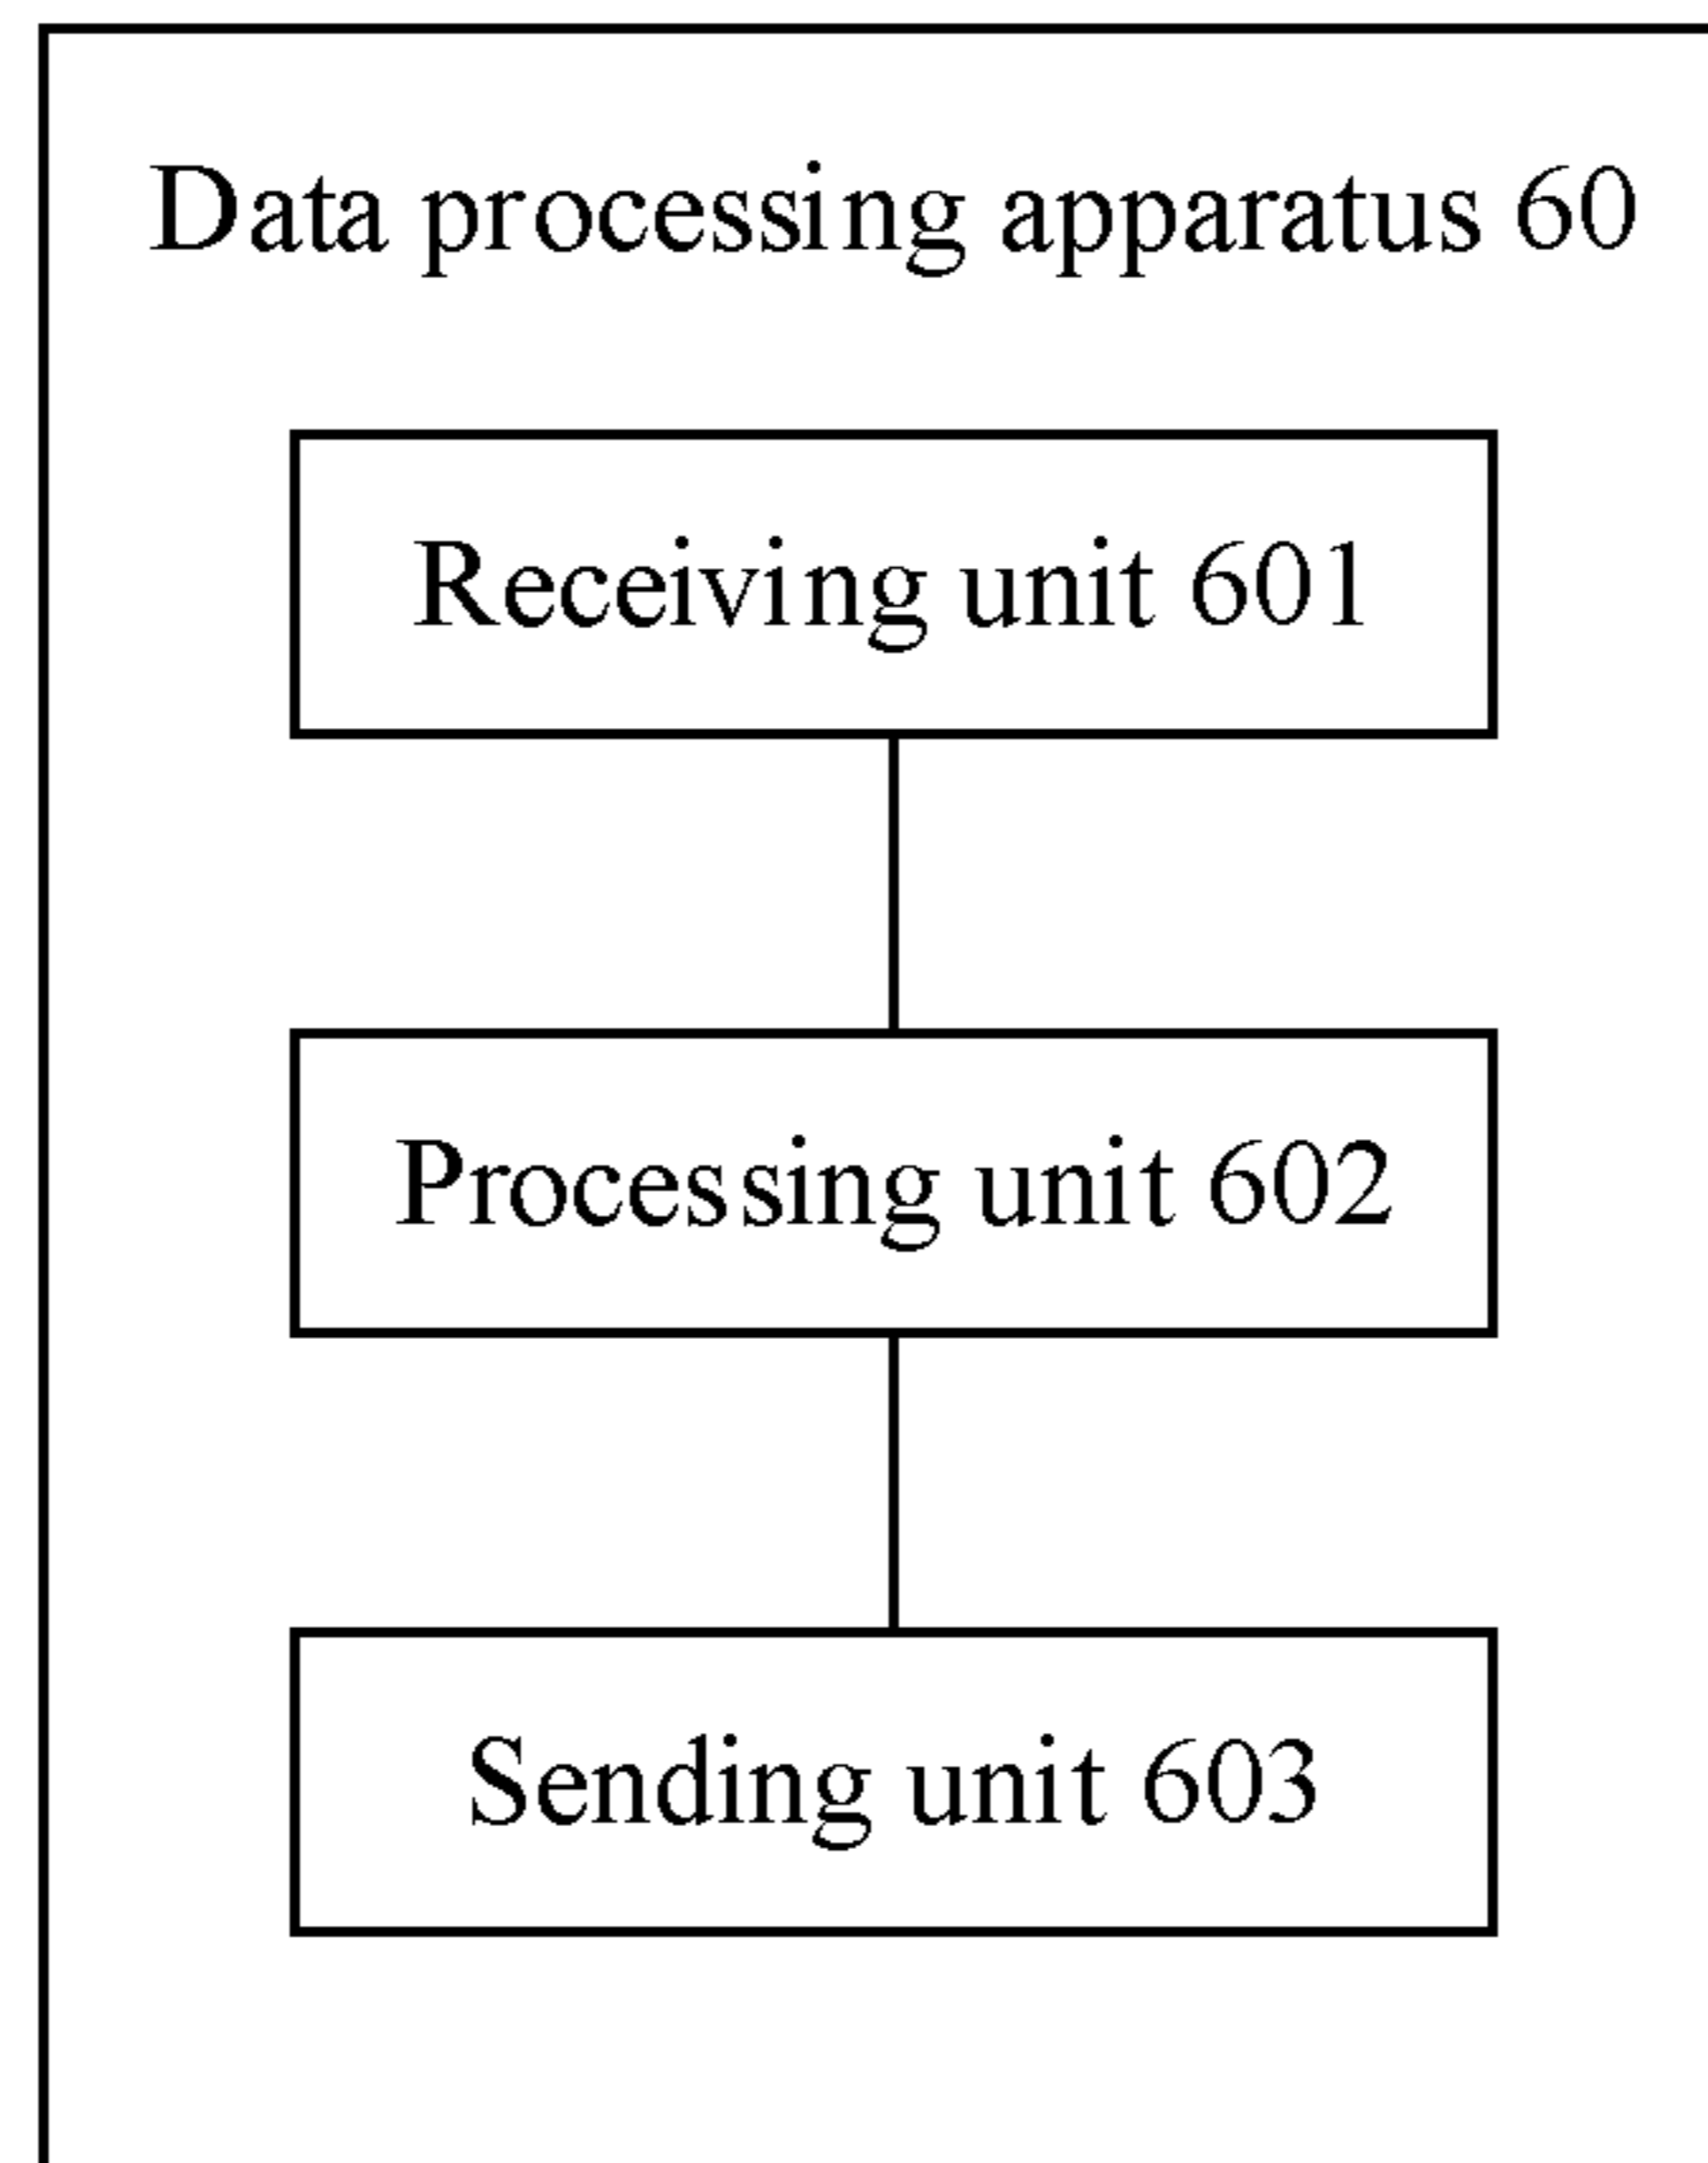 Data processing apparatus 60
Receiving unit 601
Processing unit 602
Sending unit 603